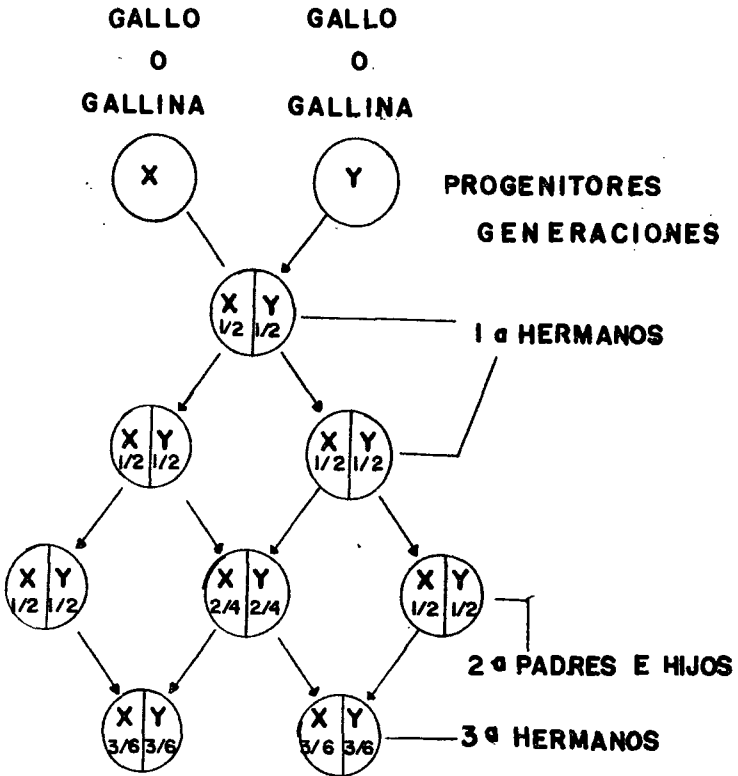 GALLO GALLO
O O
GALLINA GALLINA
X Y PROGENITORES
GENERACIONES
X Y
1/2 1/2
1a HERMANOS
X Y X Y
1/2 1/2 1/2 1/2
X Y X Y X Y
1/2 1/2 2/4 2/4 1/2 1/2
2a PADRES E HIJOS
X Y X Y
3/6 3/6 3/6 3/6
3a HERMANOS